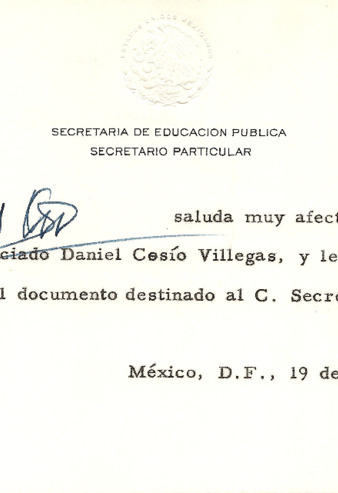 SECRETARIA DE EDUCACION PUBLICA
SECRETARIO PARTICULAR
saluda muy afect
ciado Daniel Cosío Villegas, y le
l documento destinado al C. Secre
México, D.F., 19 de